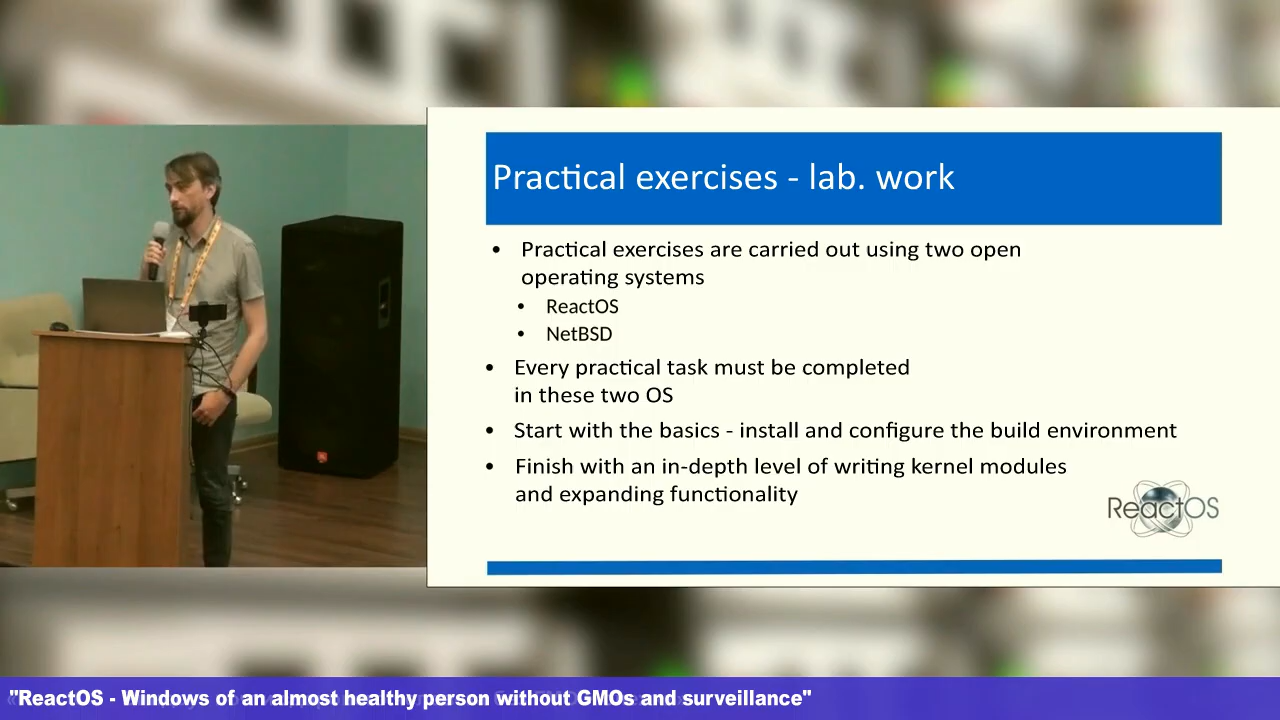 Practical exercises - lab. work
• Practical exercises are carried out using two open
operating systems
• ReactOS
• NetBSD
• Every practical task must be completed
in these two OS
• Start with the basics - install and configure the build environment
• Finish with an in-depth level of writing kernel modules
and expanding functionality
ReactOS
"ReactOS - Windows of an almost healthy person without GMOs and surveillance"